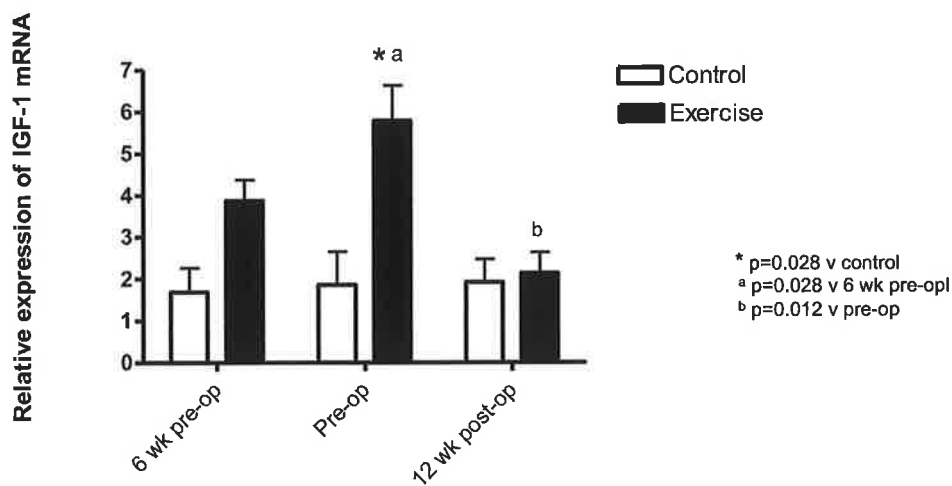 Relative expression of IGF-1 mRNA
* a
7
6
5
4
3
2
1
0
b
6 wk pre-op
Pre-op
12 wk post-op
Control
Exercise
* p=0.028 v control
a p=0.028 v 6 wk pre-opl
b p=0.012 v pre-op